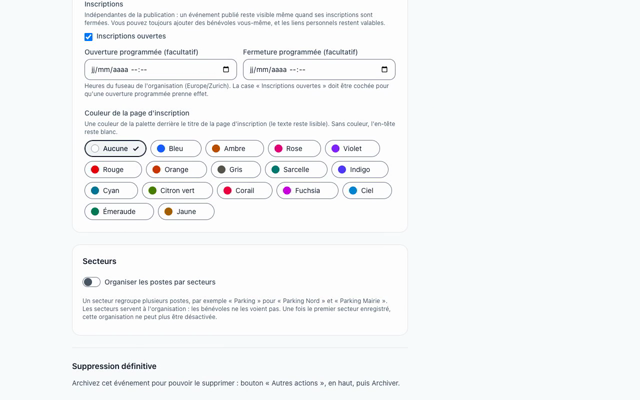 Inscriptions
Indépendantes de la publication : un événement publié reste visible même quand ses inscriptions sont
fermées. Vous pouvez toujours ajouter des bénévoles vous-même, et les liens personnels restent valables.
Inscriptions ouvertes
Ouverture programmée (facultatif)
Fermeture programmée (facultatif)
jj/mm/aaaa --:--
jj/mm/aaaa --:--
Heures du fuseau de l'organisation (Europe/Zurich). La case « Inscriptions ouvertes » doit être cochée pour
qu'une ouverture programmée prenne effet.
Couleur de la page d'inscription
Une couleur de la palette derrière le titre de la page d'inscription (le texte reste lisible). Sans couleur, l'en-tête
reste blanc.
Aucune
Bleu
Ambre
Rose
Violet
Rouge
Orange
Gris
Sarcelle
Indigo
Cyan
Citron vert
Corail
Fuchsia
Ciel
Émeraude
Jaune
Secteurs
Organiser les postes par secteurs
Un secteur regroupe plusieurs postes, par exemple « Parking » pour « Parking Nord » et « Parking Mairie ».
Les secteurs servent à l'organisation : les bénévoles ne les voient pas. Une fois le premier secteur enregistré,
cette organisation ne peut plus être désactivée.
Suppression définitive
Archivez cet événement pour pouvoir le supprimer : bouton « Autres actions », en haut, puis Archiver.